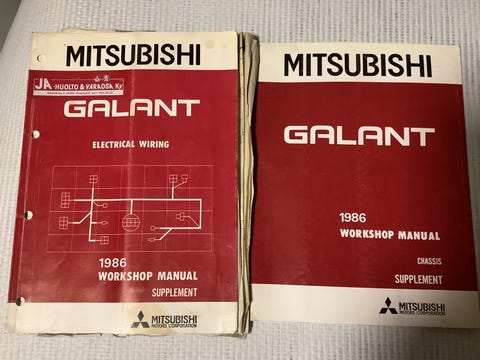 MITSUBISHI
JA-HUOLTO & VARAOSA Ky
GALANT
ELECTRICAL WIRING
1986
WORKSHOP MANUAL
SUPPLEMENT
MITSUBISHI
MOTORS CORPORATION
MITSUBISHI
GALANT
1986
WORKSHOP MANUAL
CHASSIS
SUPPLEMENT
MITSUBISHI
MOTORS CORPORATION